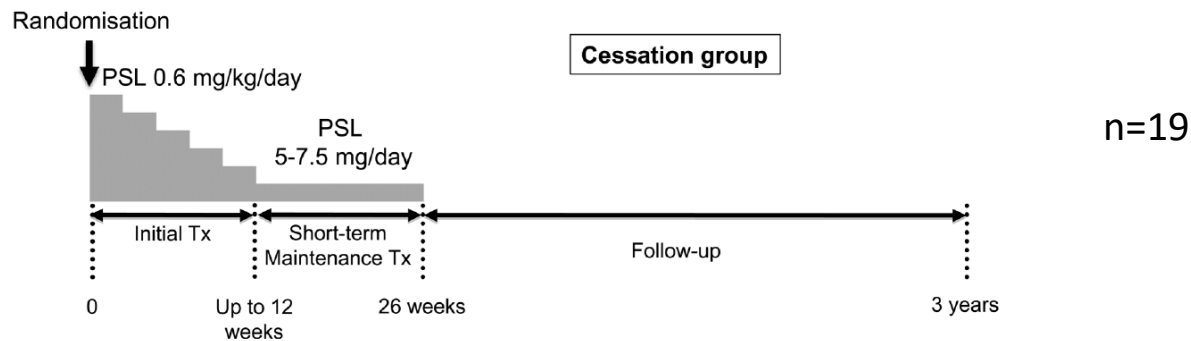 Randomisation
PSL 0.6 mg/kg/day
Cessation group
n=19
PSL
5-7.5 mg/day
Initial Tx
Short-term
Maintenance Tx
Follow-up
0
Up to 12
weeks
26 weeks
3 years